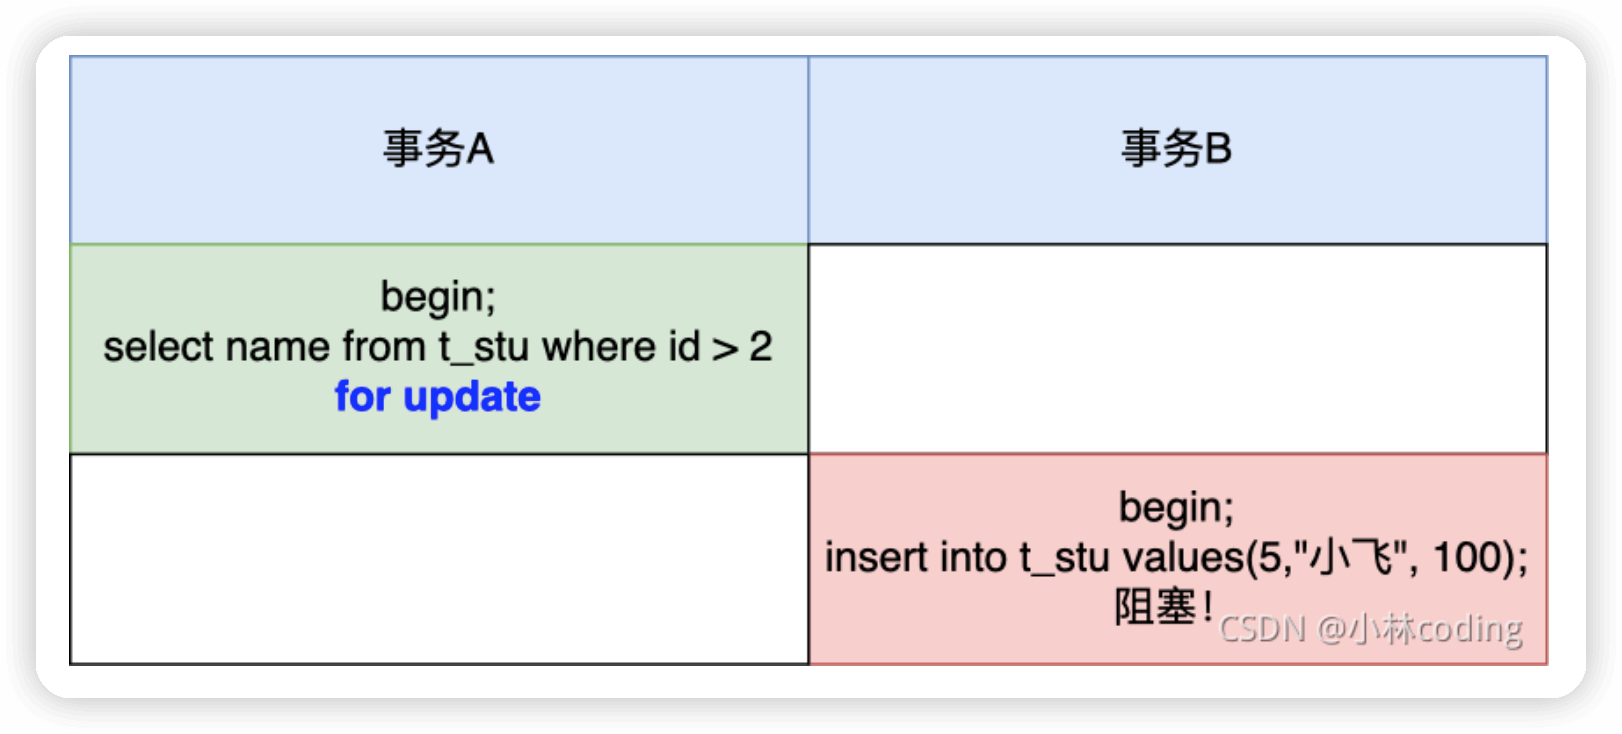 事务A
事务B
begin;
select name from t_stu where id > 2
for update
begin;
insert into t_stu values(5,"小飞", 100);
阻塞！
CSDN @小林coding